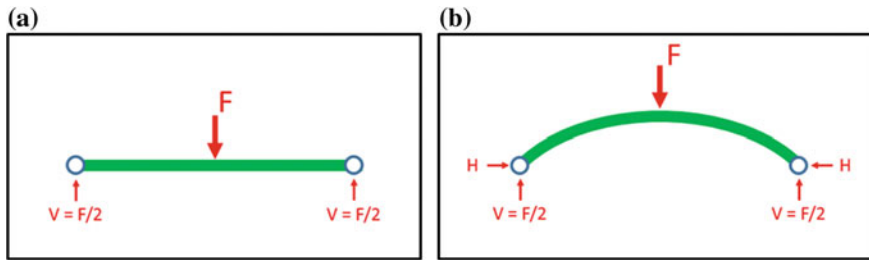 (a)
F
V = F/2
V = F/2
(b)
F
H
H
V = F/2
V = F/2